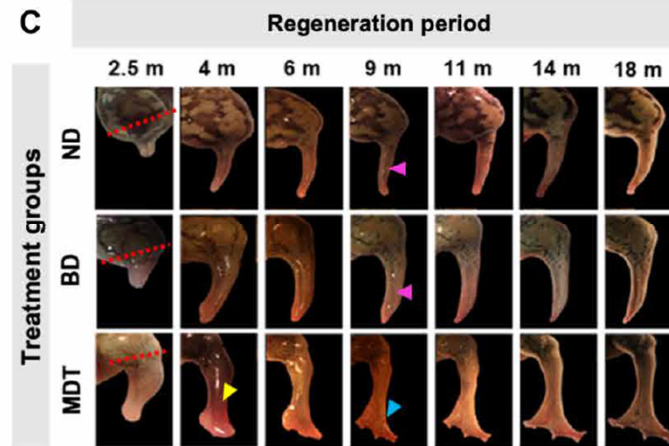 C
Regeneration period
2.5 m 4 m 6 m 9 m 11 m 14 m 18 m
Treatment groups
ND
BD
MDT